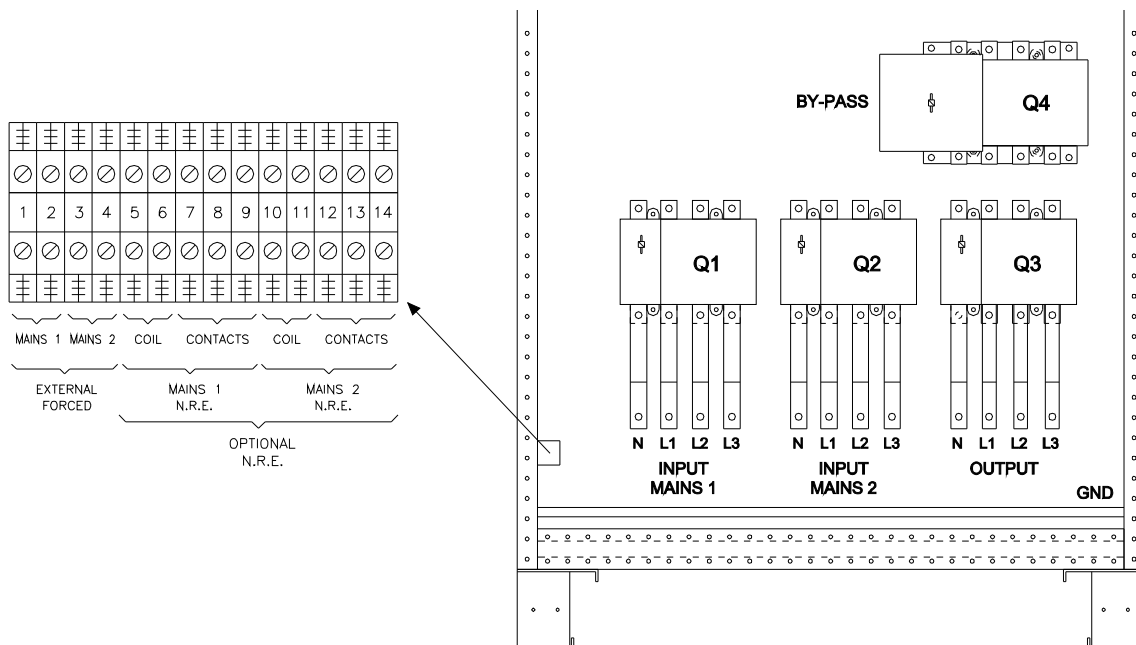 BY-PASS Q4
1 2 3 4 5 6 7 8 9 10 11 12 13 14
Q1 Q2 Q3
MAINS 1 MAINS 2 COIL CONTACTS COIL CONTACTS
EXTERNAL
FORCED
MAINS 1
N.R.E.
MAINS 2
N.R.E.
OPTIONAL
N.R.E.
N L1 L2 L3
INPUT
MAINS 1
N L1 L2 L3
INPUT
MAINS 2
N L1 L2 L3
OUTPUT
GND